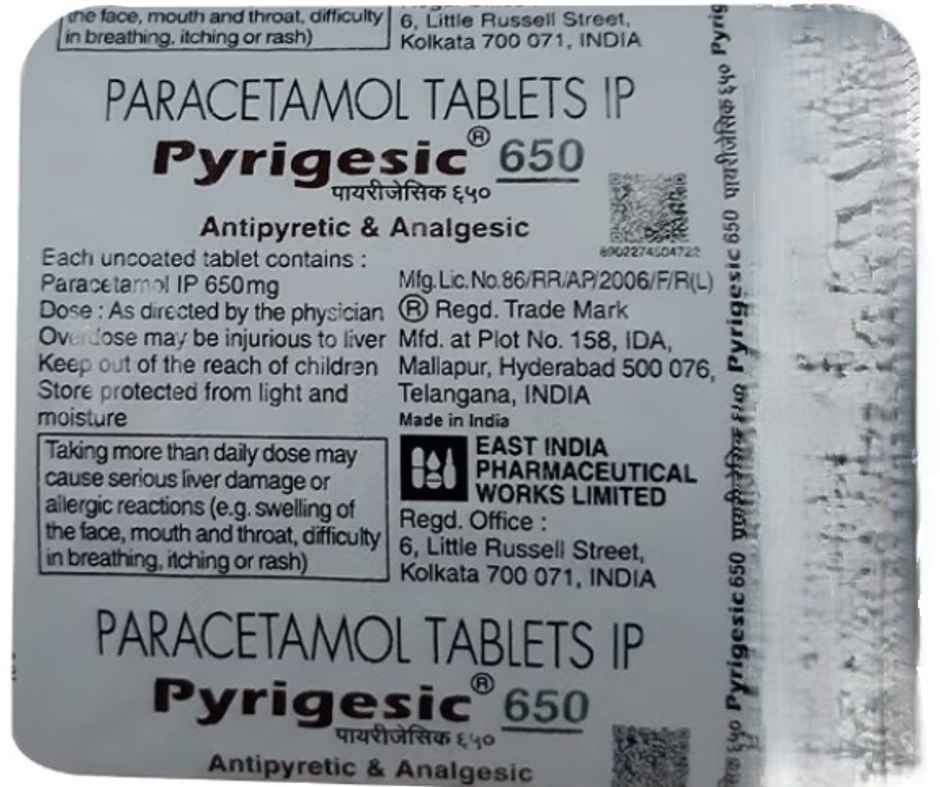 the face, mouth and throat, difficulty
in breathing, itching or rash)
6, Little Russell Street,
Kolkata 700 071, INDIA
PARACETAMOL TABLETS IP
Pyrigesic® 650
पायरीजेसिक ६५०
Antipyretic & Analgesic
Each uncoated tablet contains :
Paracetamol IP 650mg
Dose : As directed by the physician
Overdose may be injurious to liver
Keep out of the reach of children
Store protected from light and
moisture
Taking more than daily dose may
cause serious liver damage or
allergic reactions (e.g. swelling of
the face, mouth and throat, difficulty
in breathing, itching or rash)
8902274504722
Mfg.Lic.No.86/RR/AP/2006/F/R(L)
® Regd. Trade Mark
Mfd. at Plot No. 158, IDA,
Mallapur, Hyderabad 500 076,
Telangana, INDIA
Made in India
EAST INDIA
PHARMACEUTICAL
WORKS LIMITED
Regd. Office :
6, Little Russell Street,
Kolkata 700 071, INDIA
PARACETAMOL TABLETS IP
Pyrigesic® 650
पायरीजेसिक ६५०
Antipyretic & Analgesic
६५० Pyrigesic 650 पायरीजेसिक ६५० Pyrigesic 650 पायरीजेसिक ६५० Pyrig